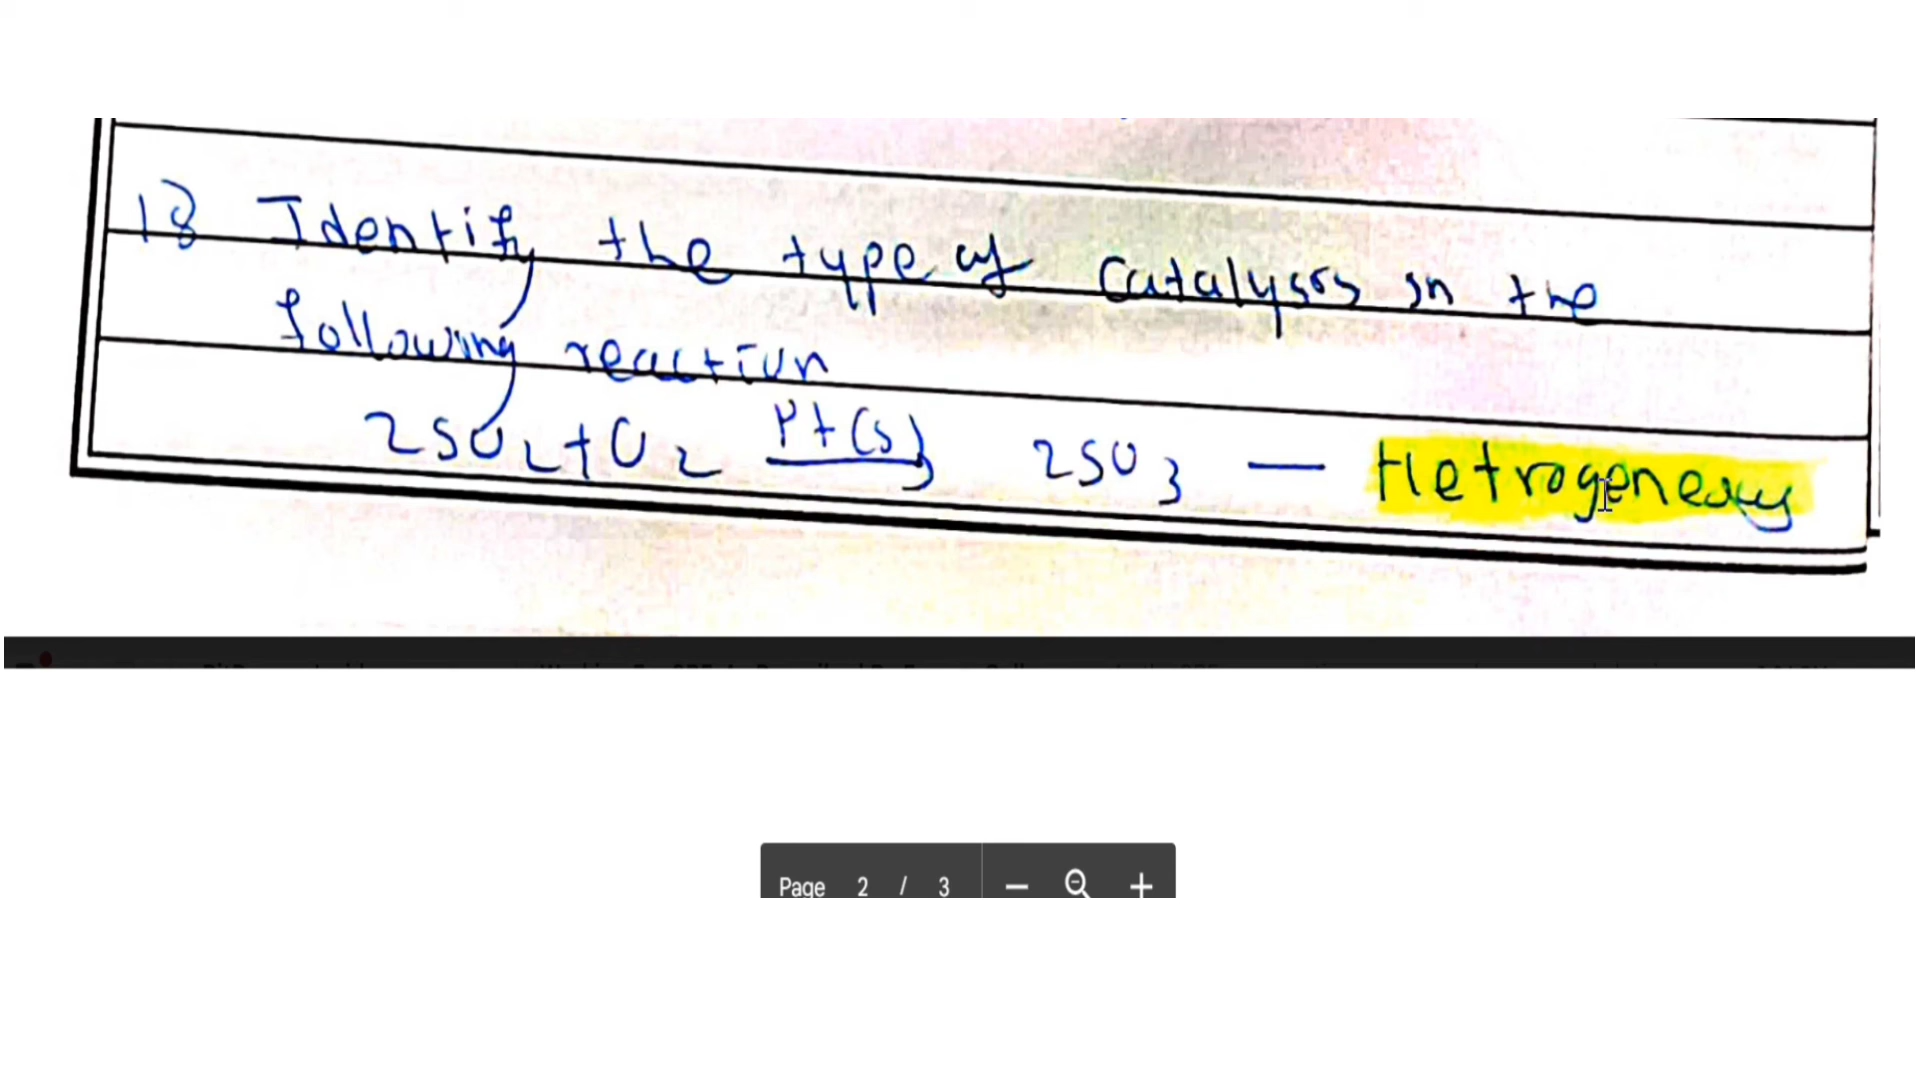 18 Identify the type of Catalysis in the
following reaction
2SO2+O2 Pt(s) 2SO3 — Hetrogeneous
Page 2 / 3